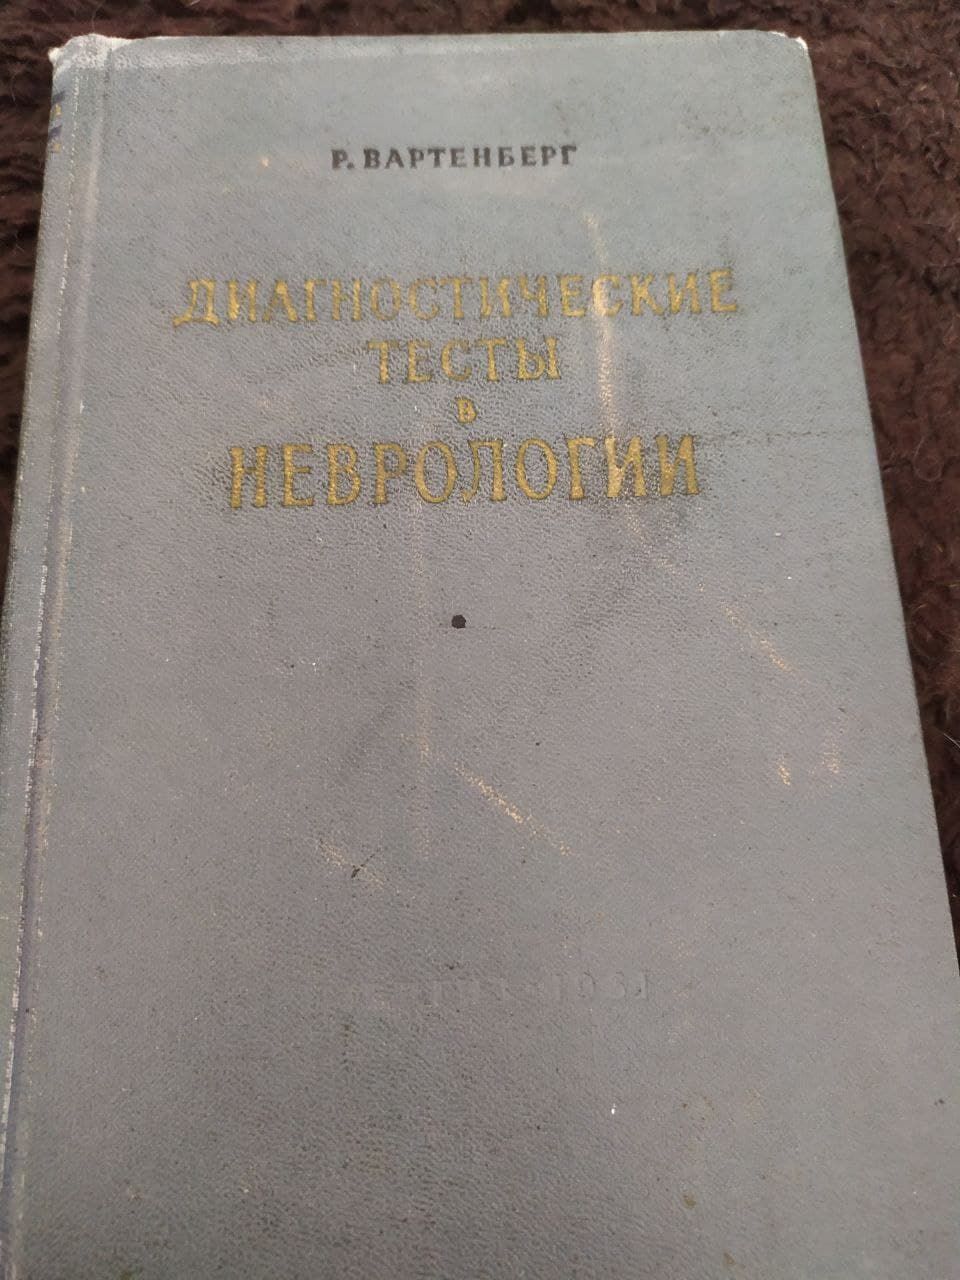 Р. ВАРТЕНБЕРГ
ДИАГНОСТИЧЕСКИЕ
ТЕСТЫ
В
НЕВРОЛОГИИ